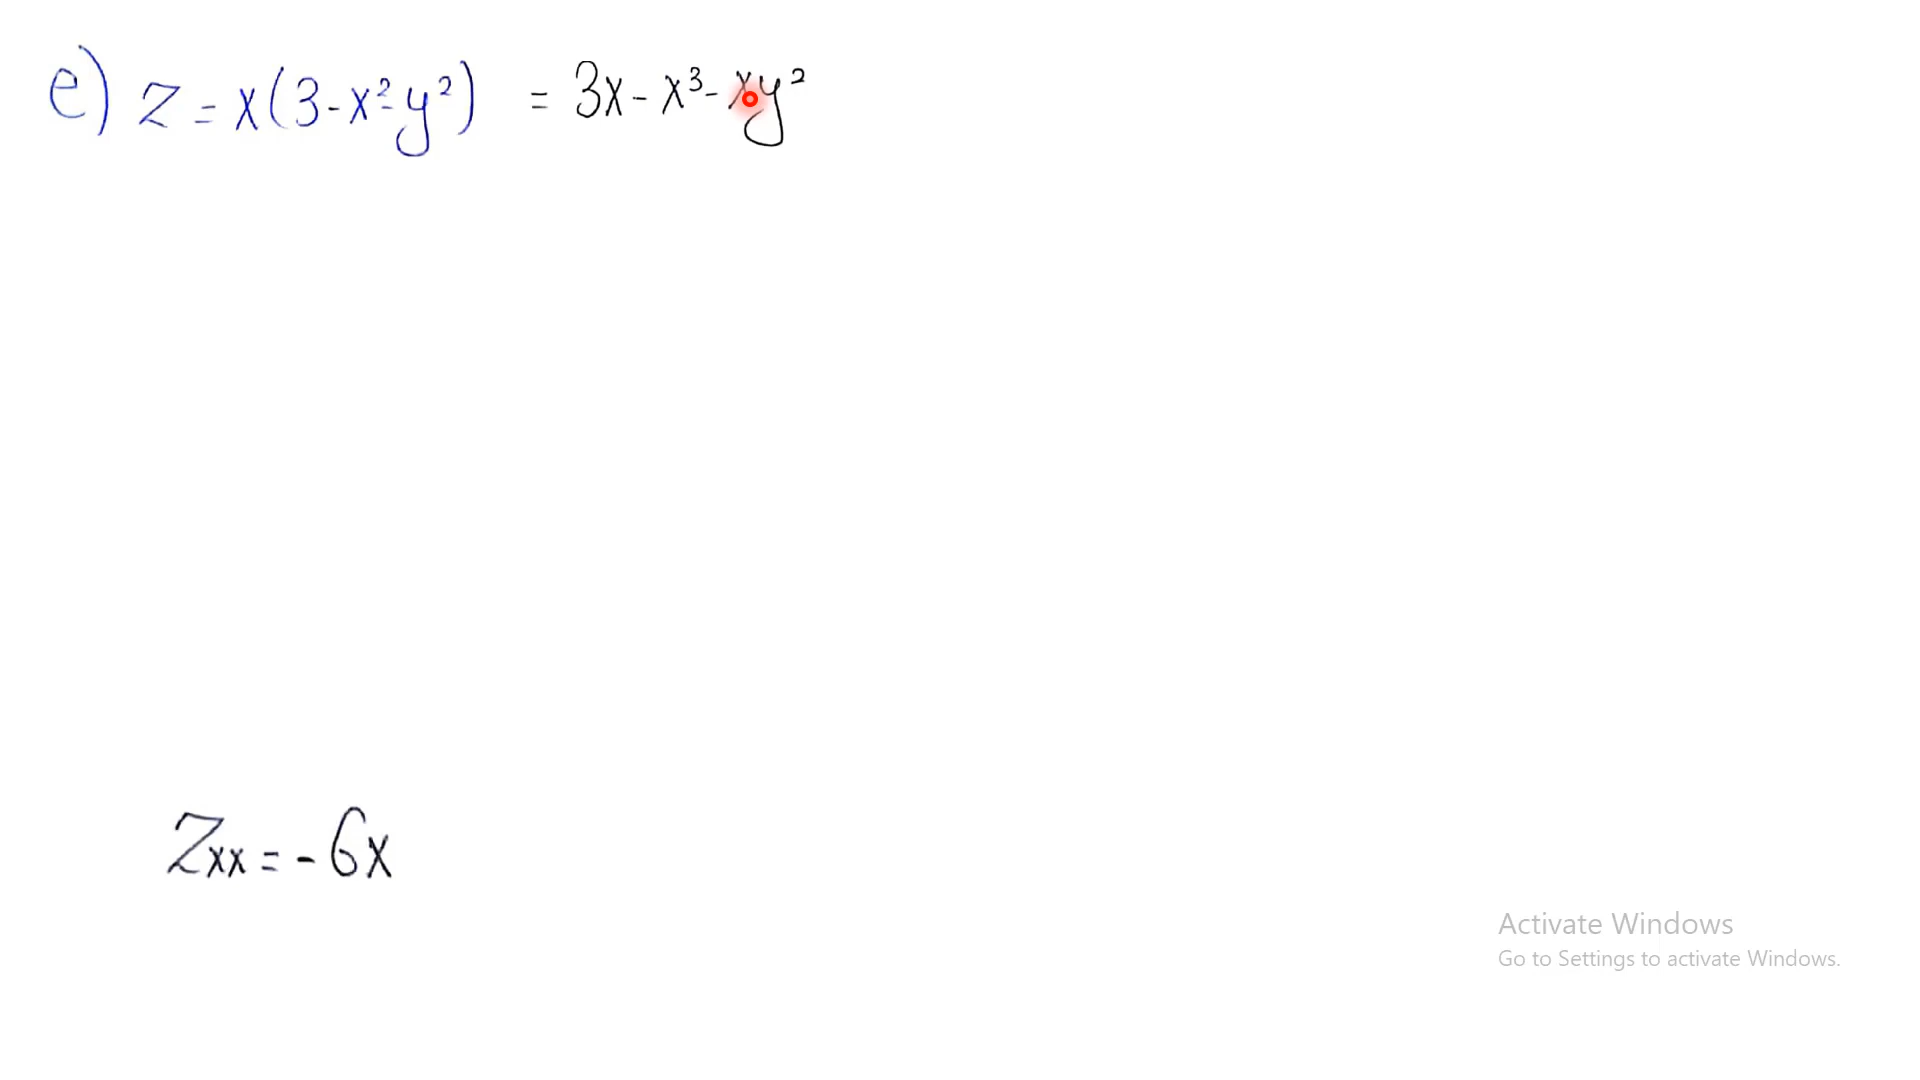 e) z = x(3 - x² - y²) = 3x - x³ - xy²
Zxx = - 6x
Activate Windows
Go to Settings to activate Windows.